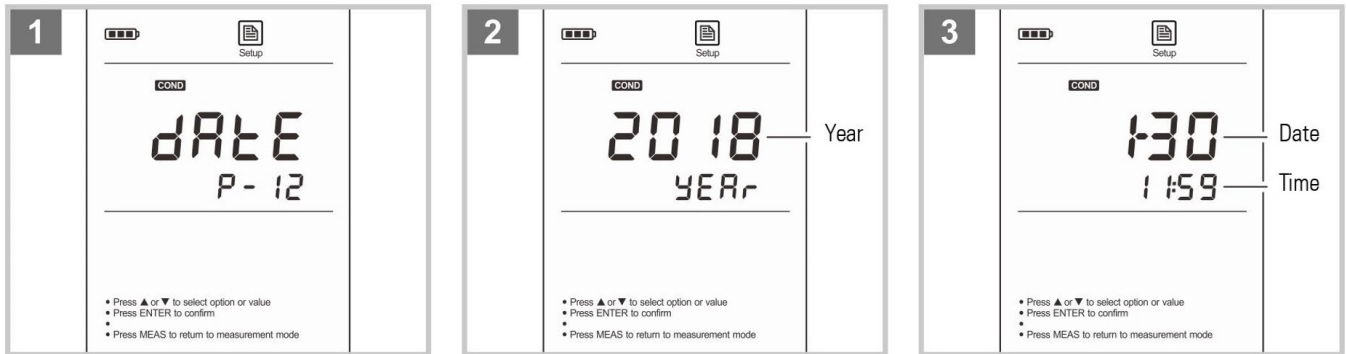 1
Setup
COND
dAtE
P-12
• Press ▲ or ▼ to select option or value
• Press ENTER to confirm
•
• Press MEAS to return to measurement mode
2
Setup
COND
2018
Year
YEAr
• Press ▲ or ▼ to select option or value
• Press ENTER to confirm
•
• Press MEAS to return to measurement mode
3
Setup
COND
1-30
Date
11:59
Time
• Press ▲ or ▼ to select option or value
• Press ENTER to confirm
•
• Press MEAS to return to measurement mode